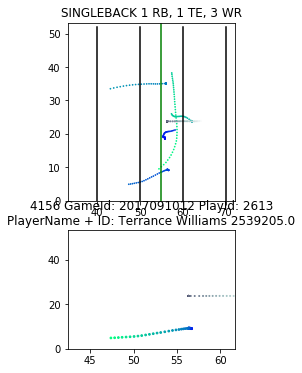 SINGLEBACK 1 RB, 1 TE, 3 WR
50
40
30
20
10
0
40 50 60 70
4156 GameId: 2017091012 PlayId: 2613
PlayerName + ID: Terrance Williams 2539205.0
40
20
0
45 50 55 60